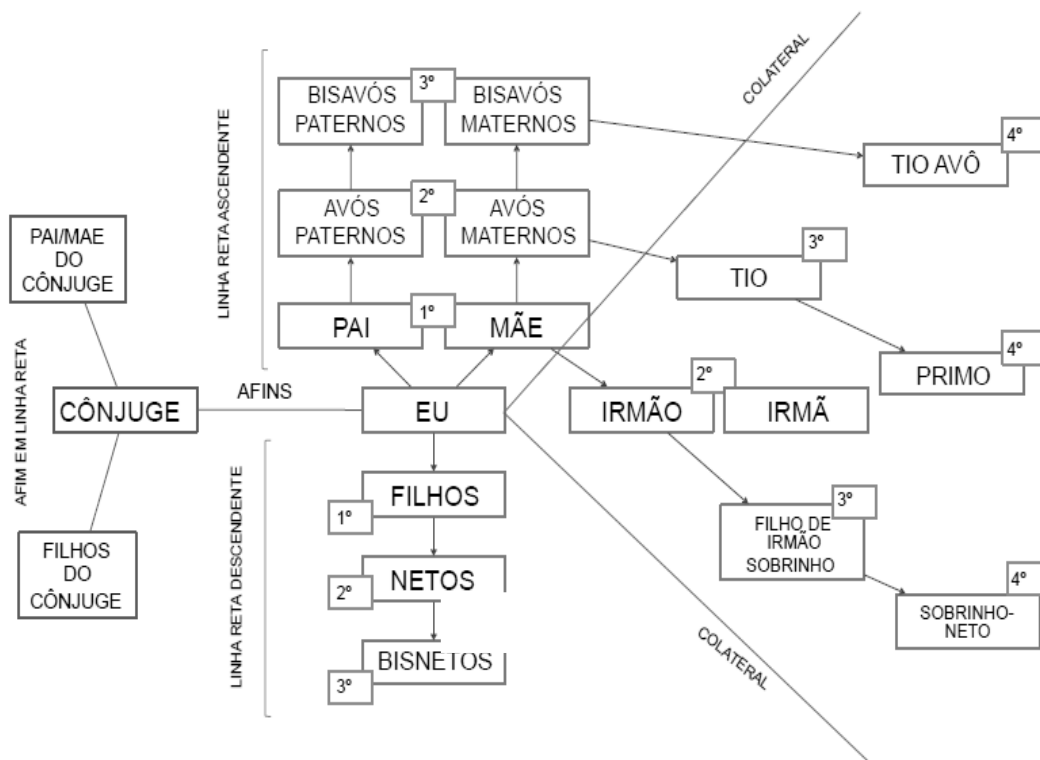 COLATERAL
LINHA RETA ASCENDENTE
BISAVÓS
PATERNOS
3º
BISAVÓS
MATERNOS
4º
TIO AVÔ
AVÓS
PATERNOS
2º
AVÓS
MATERNOS
3º
TIO
PAI/MAE
DO
CÔNJUGE
PAI
1º
MÃE
4º
PRIMO
AFIM EM LINHA RETA
CÔNJUGE
AFINS
EU
IRMÃO
2º
IRMÃ
LINHA RETA DESCENDENTE
FILHOS
1º
3º
FILHO DE
IRMÃO
SOBRINHO
FILHOS
DO
CÔNJUGE
NETOS
2º
4º
SOBRINHO-
NETO
BISNETOS
3º
COLATERAL